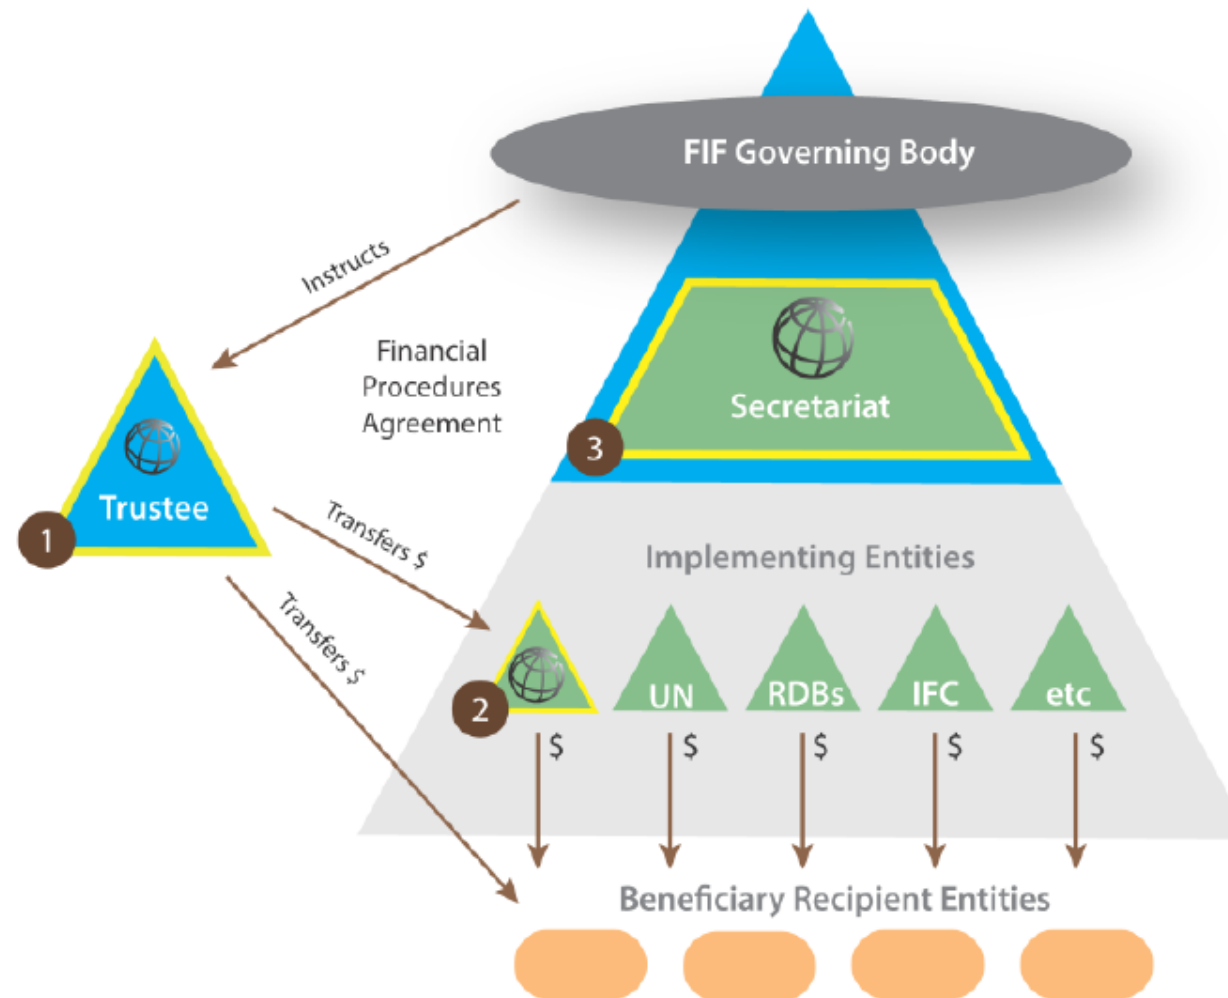 FIF Governing Body
Instructs
Financial
Procedures
Agreement
Secretariat
3
Trustee
1
Transfers $
Transfers $
Implementing Entities
2
UN
RDBs
IFC
etc
$
$
$
$
$
Beneficiary Recipient Entities